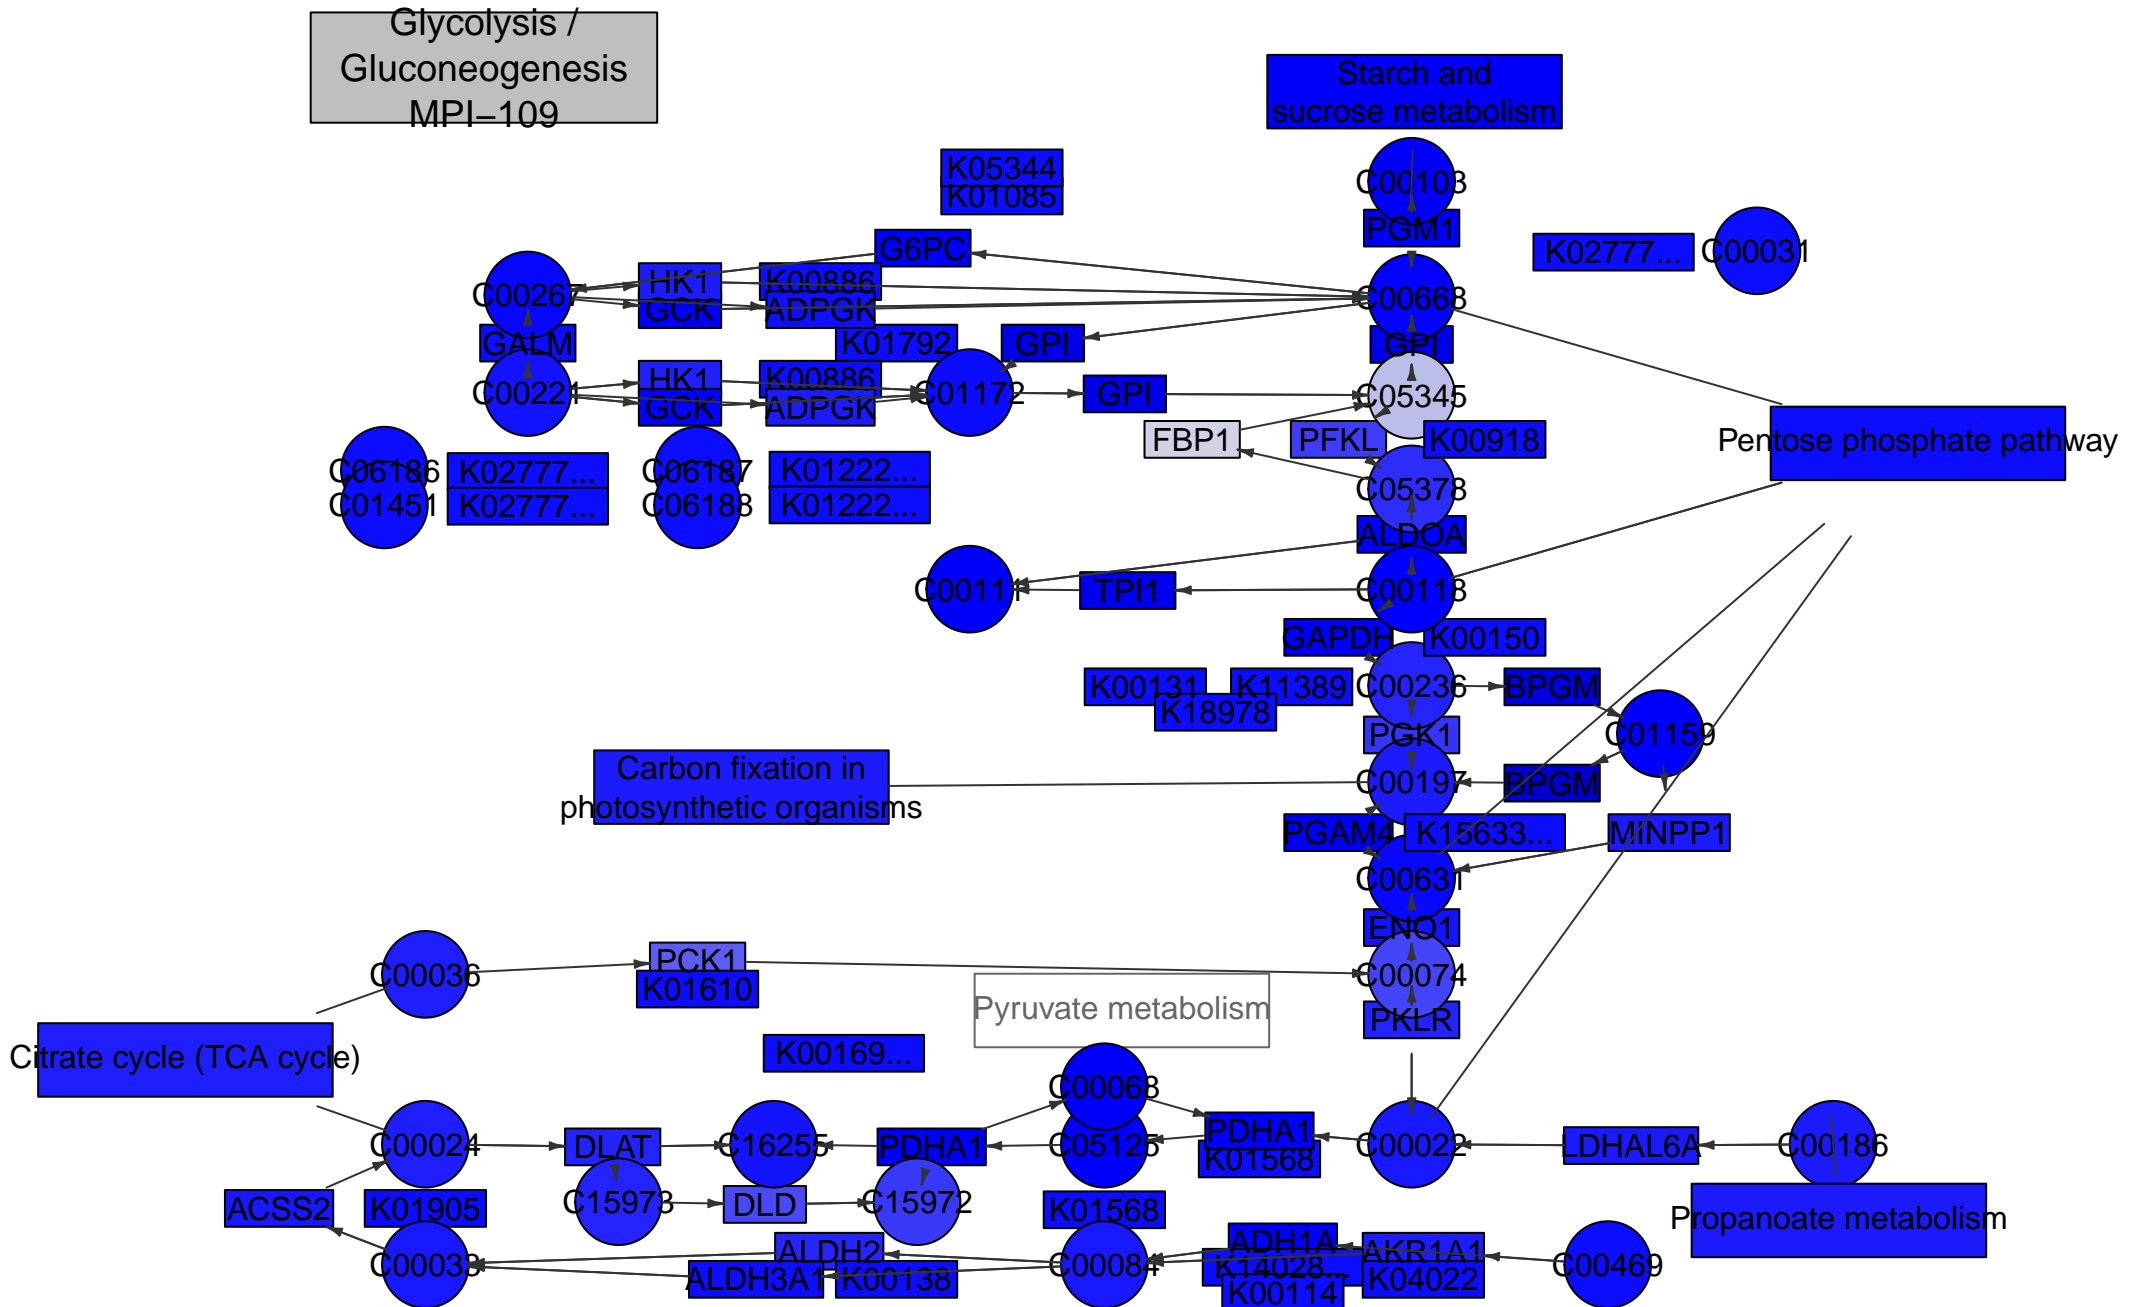 Glycolysis /
Gluconeogenesis
MPI–109
Starch and
sucrose metabolism
K05344
K01085
C00103
PGM1
G6PC
K02777...
C00031
C00267
HK1
K00886
GCK
ADPGK
C00668
GALM
K01792
GPI
GPI
C00221
HK1
K00886
GCK
ADPGK
C01172
GPI
C05345
FBP1
PFKL
K00918
Pentose phosphate pathway
C06186
K02777...
C06187
K01222...
C01451
K02777...
C06188
K01222...
C05378
ALDOA
C00111
TPI1
C00118
GAPDH
K00150
K00131
K11389
K18978
C00236
BPGM
PGK1
C01159
Carbon fixation in
photosynthetic organisms
C00197
BPGM
PGAM4
K15633...
MINPP1
C00631
ENO1
C00036
PCK1
K01610
C00074
Pyruvate metabolism
PKLR
Citrate cycle (TCA cycle)
K00169...
C00068
C00024
DLAT
C16255
PDHA1
C05125
PDHA1
K01568
C00022
LDHAL6A
C00186
ACSS2
K01905
C15973
DLD
C15972
K01568
Propanoate metabolism
C00033
ALDH2
ALDH3A1
K00138
C00084
ADH1A
K14028...
K00114
AKR1A1
K04022
C00469